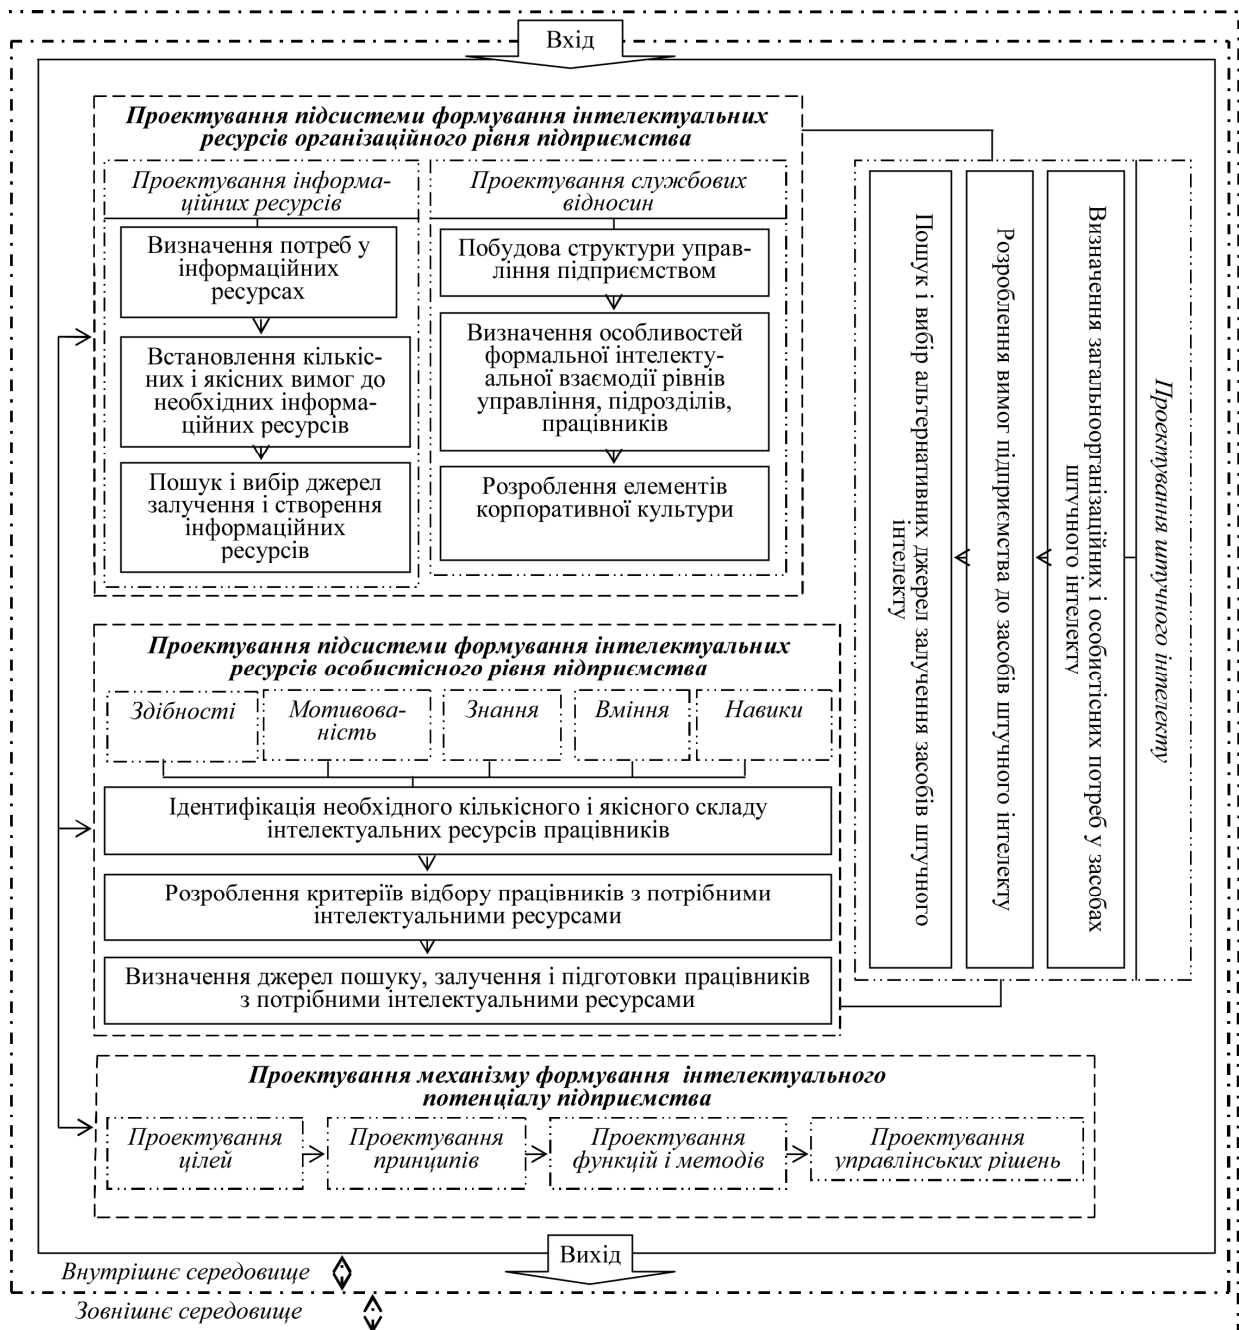 Вхід
Проектування підсистеми формування інтелектуальних
ресурсів організаційного рівня підприємства
Проектування інформа-
ційних ресурсів
Визначення потреб у
інформаційних
ресурсах
Встановлення кількіс-
них і якісних вимог до
необхідних інформа-
ційних ресурсів
Пошук і вибір джерел
залучення і створення
інформаційних
ресурсів
Проектування службових
відносин
Побудова структури управ-
ління підприємством
Визначення особливостей
формальної інтелекту-
альної взаємодії рівнів
управління, підрозділів,
працівників
Розроблення елементів
корпоративної культури
Проектування штучного інтелекту
Визначення загальноорганізаційних і особистісних потреб у засобах
штучного інтелекту
Розроблення вимог підприємства до засобів штучного інтелекту
Пошук і вибір альтернативних джерел залучення засобів штучного
інтелекту
Проектування підсистеми формування інтелектуальних
ресурсів особистісного рівня підприємства
Здібності
Мотивова-
ність
Знання
Вміння
Навики
Ідентифікація необхідного кількісного і якісного складу
інтелектуальних ресурсів працівників
Розроблення критеріїв відбору працівників з потрібними
інтелектуальними ресурсами
Визначення джерел пошуку, залучення і підготовки працівників
з потрібними інтелектуальними ресурсами
Проектування механізму формування інтелектуального
потенціалу підприємства
Проектування
цілей
Проектування
принципів
Проектування
функцій і методів
Проектування
управлінських рішень
Вихід
Внутрішнє середовище
Зовнішнє середовище